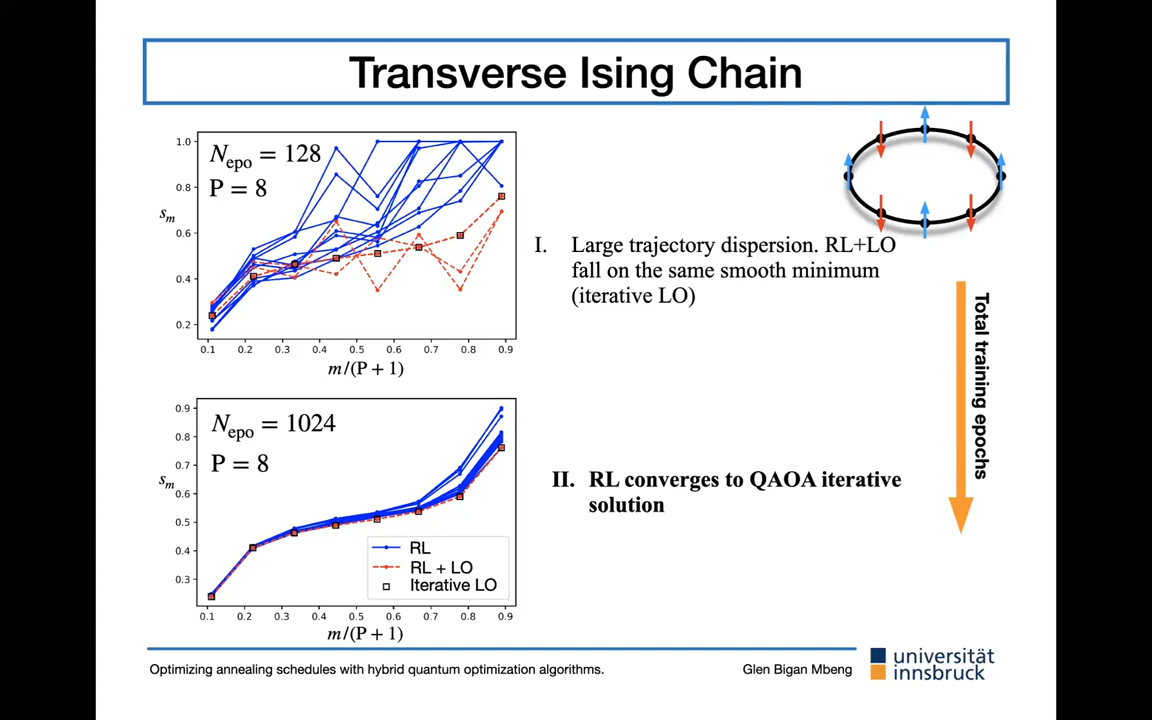 Transverse Ising Chain
N_epo = 128
P = 8
s_m
1.0
0.8
0.6
0.4
0.2
0.1 0.2 0.3 0.4 0.5 0.6 0.7 0.8 0.9
m/(P + 1)
I. Large trajectory dispersion. RL+LO
fall on the same smooth minimum
(iterative LO)
Total training epochs
N_epo = 1024
P = 8
s_m
0.9
0.8
0.7
0.6
0.5
0.4
0.3
0.1 0.2 0.3 0.4 0.5 0.6 0.7 0.8 0.9
m/(P + 1)
RL
RL + LO
Iterative LO
II. RL converges to QAOA iterative
solution
Optimizing annealing schedules with hybrid quantum optimization algorithms.
Glen Bigan Mbeng
universität
innsbruck